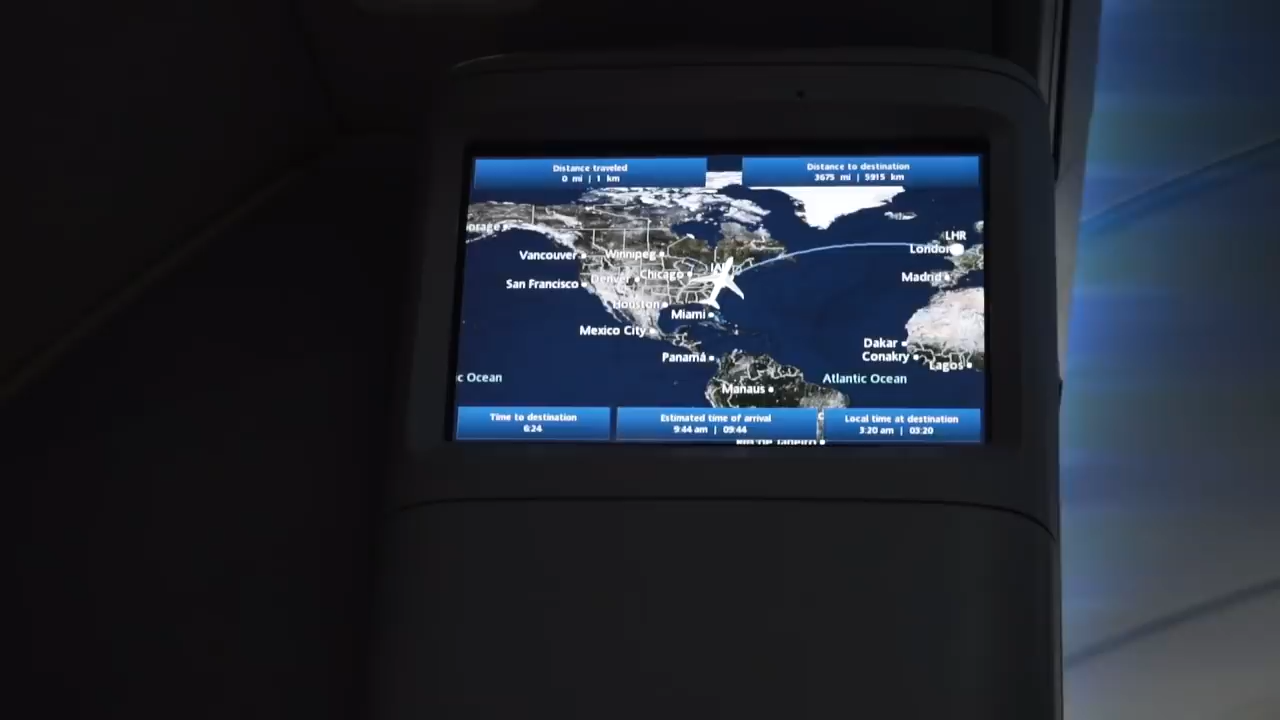 Distance traveled
0 mi | 1 km
Distance to destination
3675 mi | 5915 km
orage
LHR
London
Vancouver
Winnipeg
Chicago
Denver
Madrid
San Francisco
Houston
Miami
Mexico City
Dakar
Conakry
Panamá
Lagos
c Ocean
Atlantic Ocean
Manaus
Time to destination
6:24
Estimated time of arrival
9:44 am | 09:44
Local time at destination
3:20 am | 03:20